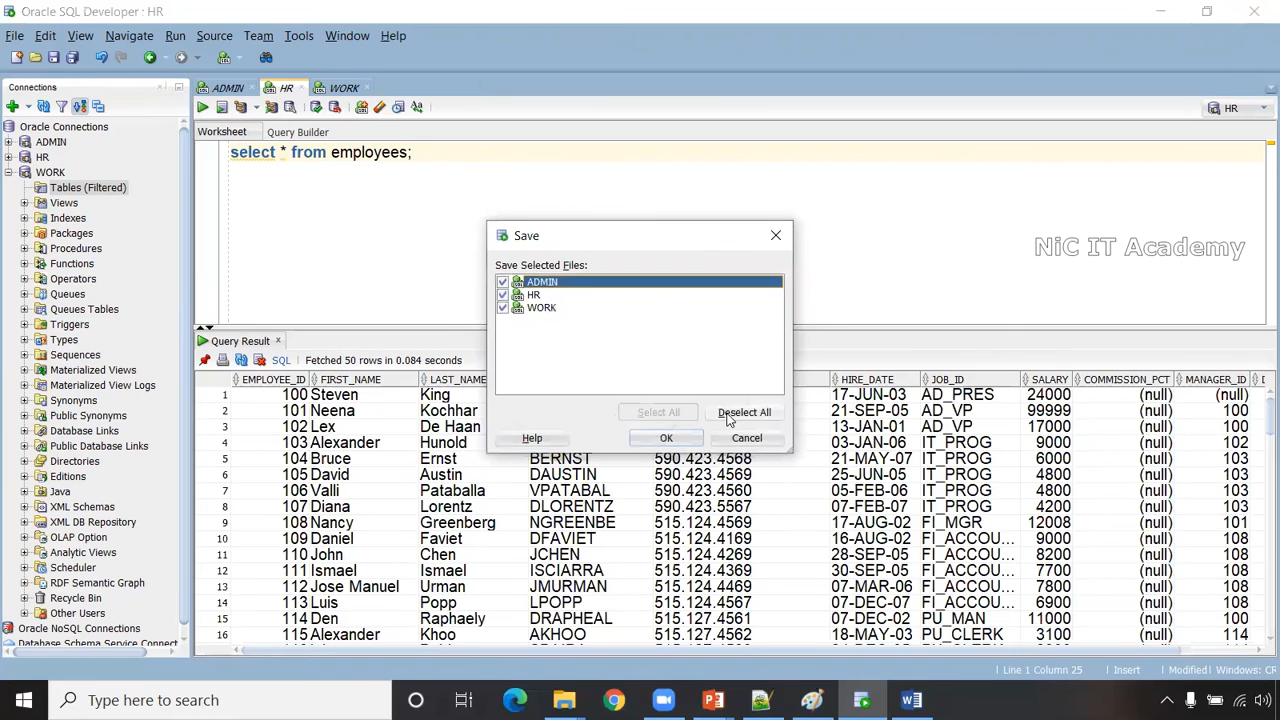 Oracle SQL Developer : HR
File Edit View Navigate Run Source Team Tools Window Help
Connections
ADMIN HR WORK
HR
Oracle Connections
ADMIN
HR
WORK
Tables (Filtered)
Views
Indexes
Packages
Procedures
Functions
Operators
Queues
Queues Tables
Triggers
Types
Sequences
Materialized Views
Materialized View Logs
Synonyms
Public Synonyms
Database Links
Public Database Links
Directories
Editions
Java
XML Schemas
XML DB Repository
OLAP Option
Analytic Views
Scheduler
RDF Semantic Graph
Recycle Bin
Other Users
Oracle NoSQL Connections
Database Schema Service Connect
Worksheet Query Builder
select * from employees;
NiC IT Academy
Save
Save Selected Files:
ADMIN
HR
WORK
Select All Deselect All
Help OK Cancel
Query Result
SQL Fetched 50 rows in 0.084 seconds
EMPLOYEE_ID FIRST_NAME LAST_NAME HIRE_DATE JOB_ID SALARY COMMISSION_PCT MANAGER_ID
1 100 Steven King 17-JUN-03 AD_PRES 24000 (null) (null)
2 101 Neena Kochhar 21-SEP-05 AD_VP 99999 (null) 100
3 102 Lex De Haan 13-JAN-01 AD_VP 17000 (null) 100
4 103 Alexander Hunold 03-JAN-06 IT_PROG 9000 (null) 102
5 104 Bruce Ernst BERNST 590.423.4568 21-MAY-07 IT_PROG 6000 (null) 103
6 105 David Austin DAUSTIN 590.423.4569 25-JUN-05 IT_PROG 4800 (null) 103
7 106 Valli Pataballa VPATABAL 590.423.4560 05-FEB-06 IT_PROG 4800 (null) 103
8 107 Diana Lorentz DLORENTZ 590.423.5567 07-FEB-07 IT_PROG 4200 (null) 103
9 108 Nancy Greenberg NGREENBE 515.124.4569 17-AUG-02 FI_MGR 12008 (null) 101
10 109 Daniel Faviet DFAVIET 515.124.4169 16-AUG-02 FI_ACCOU... 9000 (null) 108
11 110 John Chen JCHEN 515.124.4269 28-SEP-05 FI_ACCOU... 8200 (null) 108
12 111 Ismael Ismael ISCIARRA 515.124.4369 30-SEP-05 FI_ACCOU... 7700 (null) 108
13 112 Jose Manuel Urman JMURMAN 515.124.4469 07-MAR-06 FI_ACCOU... 7800 (null) 108
14 113 Luis Popp LPOPP 515.124.4567 07-DEC-07 FI_ACCOU... 6900 (null) 108
15 114 Den Raphaely DRAPHEAL 515.127.4561 07-DEC-02 PU_MAN 11000 (null) 100
16 115 Alexander Khoo AKHOO 515.127.4562 18-MAY-03 PU_CLERK 3100 (null) 114
Line 1 Column 25 Insert Modified Windows: CR
Type here to search